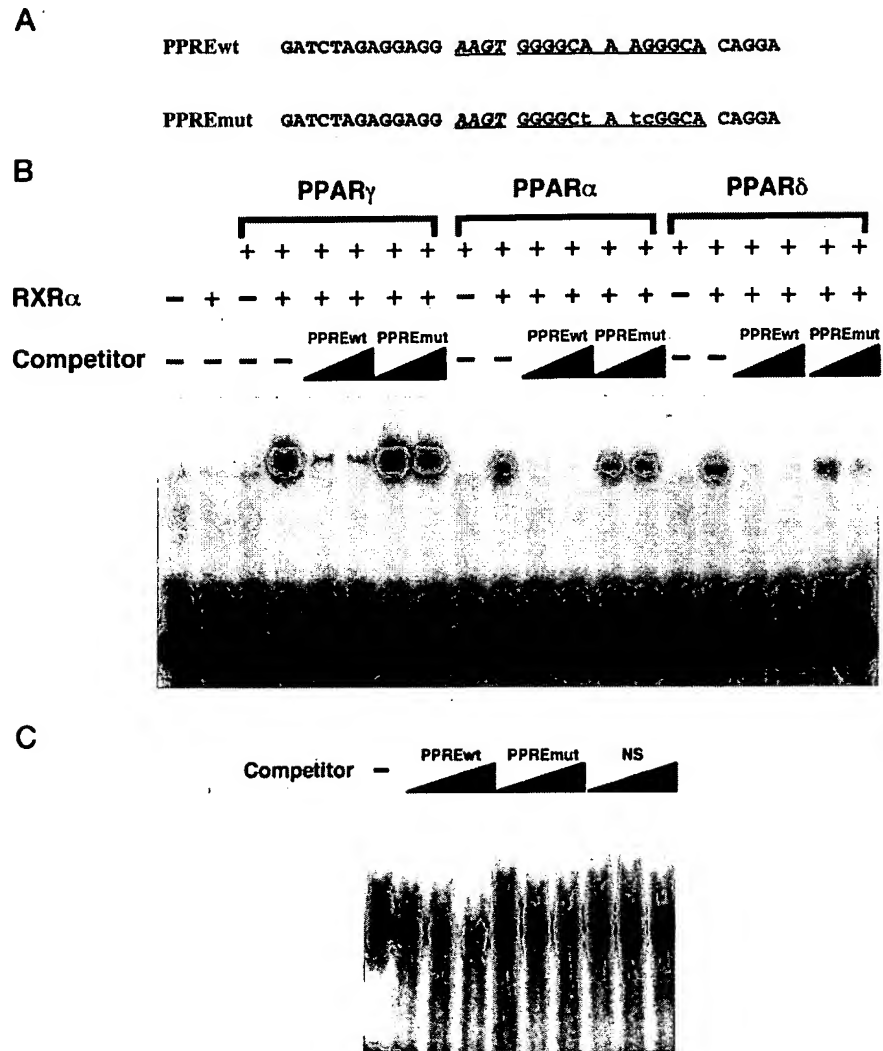 A
PPREwt GATCTAGAGGAGG AAGT GGGGCA A AGGGCA CAGGA
PPREmut GATCTAGAGGAGG AAGT GGGGCt A tcGGCA CAGGA
B
PPARγ PPARα PPARδ
+ + + + + + + + + + + + + + + + + +
RXRα − + − + + + + + − + + + + + − + + + + +
PPREwt PPREmut PPREwt PPREmut PPREwt PPREmut
Competitor − − − − − − − −
C
PPREwt PPREmut NS
Competitor −